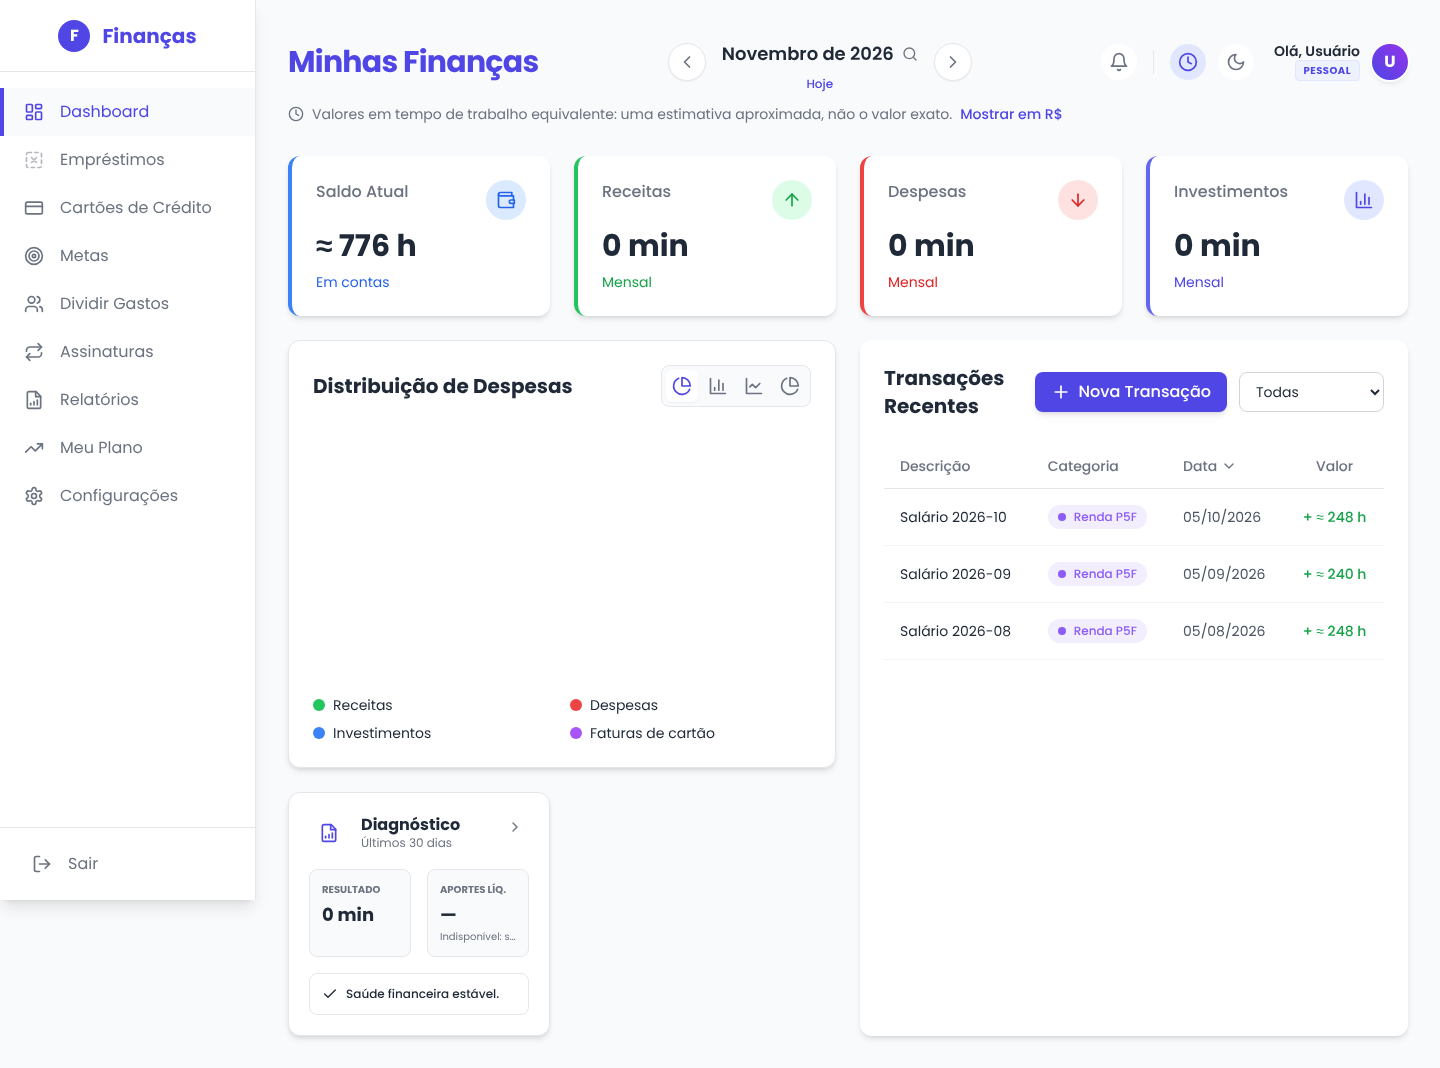 F Finanças
Dashboard
Empréstimos
Cartões de Crédito
Metas
Dividir Gastos
Assinaturas
Relatórios
Meu Plano
Configurações
Sair
Minhas Finanças
Novembro de 2026
Hoje
Olá, Usuário
PESSOAL
U
Valores em tempo de trabalho equivalente: uma estimativa aproximada, não o valor exato. Mostrar em R$
Saldo Atual
≈ 776 h
Em contas
Receitas
0 min
Mensal
Despesas
0 min
Mensal
Investimentos
0 min
Mensal
Distribuição de Despesas
Receitas
Despesas
Investimentos
Faturas de cartão
Diagnóstico
Últimos 30 dias
RESULTADO
0 min
APORTES LÍQ.
—
Indisponível: s...
Saúde financeira estável.
Transações
Recentes
Nova Transação
Todas
Descrição Categoria Data Valor
Salário 2026-10 Renda P5F 05/10/2026 + ≈ 248 h
Salário 2026-09 Renda P5F 05/09/2026 + ≈ 240 h
Salário 2026-08 Renda P5F 05/08/2026 + ≈ 248 h